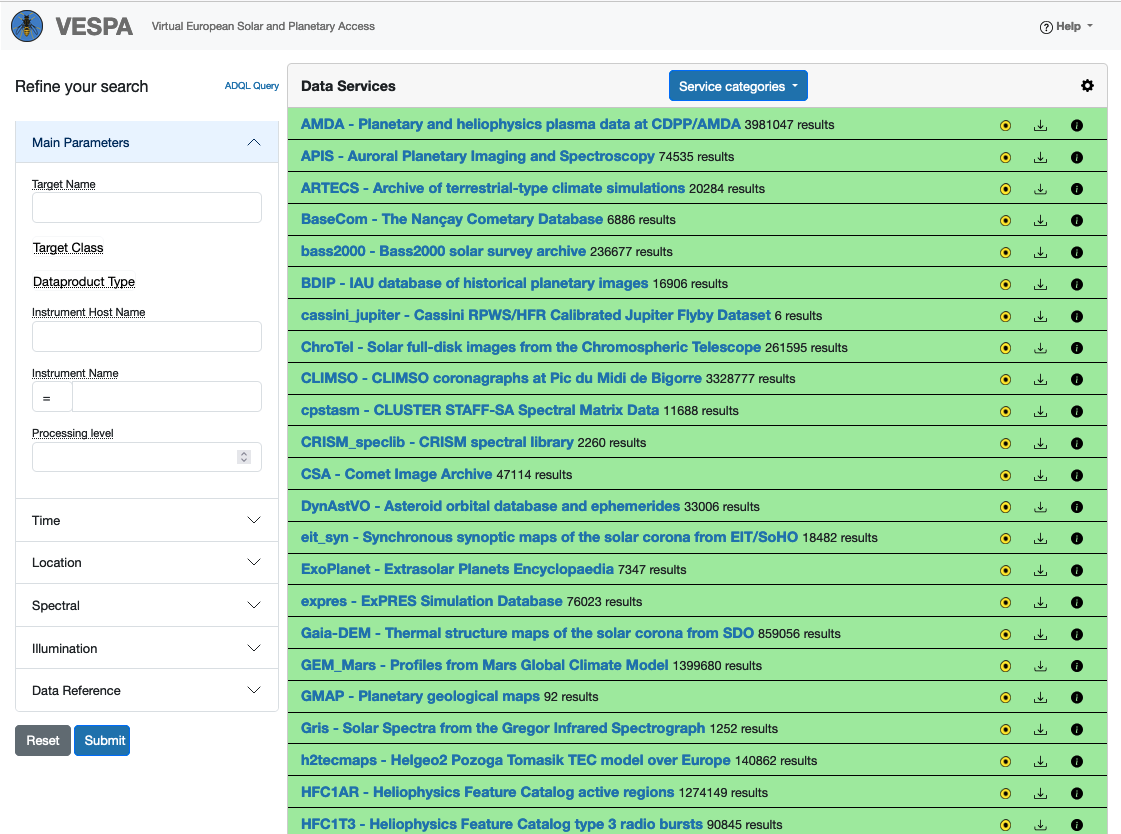 VESPA Virtual European Solar and Planetary Access
Help
Refine your search
ADQL Query
Main Parameters
Target Name
Target Class
Dataproduct Type
Instrument Host Name
Instrument Name
=
Processing level
Time
Location
Spectral
Illumination
Data Reference
Reset
Submit
Data Services
Service categories
AMDA - Planetary and heliophysics plasma data at CDPP/AMDA 3981047 results
APIS - Auroral Planetary Imaging and Spectroscopy 74535 results
ARTECS - Archive of terrestrial-type climate simulations 20284 results
BaseCom - The Nançay Cometary Database 6886 results
bass2000 - Bass2000 solar survey archive 236677 results
BDIP - IAU database of historical planetary images 16906 results
cassini_jupiter - Cassini RPWS/HFR Calibrated Jupiter Flyby Dataset 6 results
ChroTel - Solar full-disk images from the Chromospheric Telescope 261595 results
CLIMSO - CLIMSO coronagraphs at Pic du Midi de Bigorre 3328777 results
cpstasm - CLUSTER STAFF-SA Spectral Matrix Data 11688 results
CRISM_speclib - CRISM spectral library 2260 results
CSA - Comet Image Archive 47114 results
DynAstVO - Asteroid orbital database and ephemerides 33006 results
eit_syn - Synchronous synoptic maps of the solar corona from EIT/SoHO 18482 results
ExoPlanet - Extrasolar Planets Encyclopaedia 7347 results
expres - ExPRES Simulation Database 76023 results
Gaia-DEM - Thermal structure maps of the solar corona from SDO 859056 results
GEM_Mars - Profiles from Mars Global Climate Model 1399680 results
GMAP - Planetary geological maps 92 results
Gris - Solar Spectra from the Gregor Infrared Spectrograph 1252 results
h2tecmaps - Helgeo2 Pozoga Tomasik TEC model over Europe 140862 results
HFC1AR - Heliophysics Feature Catalog active regions 1274149 results
HFC1T3 - Heliophysics Feature Catalog type 3 radio bursts 90845 results